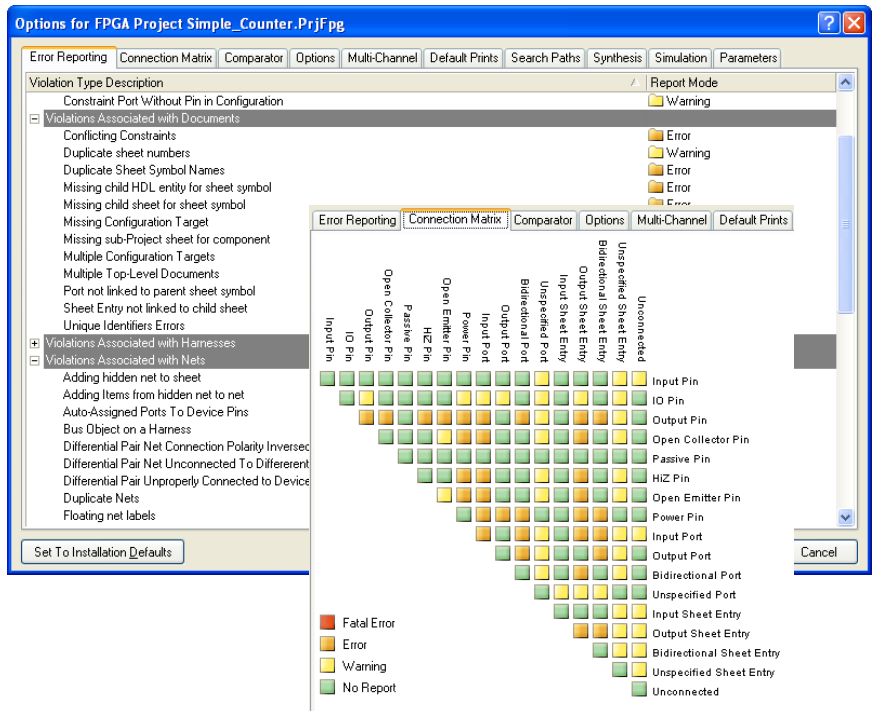 Options for FPGA Project Simple_Counter.PrjFpg
Error Reporting Connection Matrix Comparator Options Multi-Channel Default Prints Search Paths Synthesis Simulation Parameters
Violation Type Description Report Mode
Constraint Port Without Pin in Configuration Warning
Violations Associated with Documents
Conflicting Constraints Error
Duplicate sheet numbers Warning
Duplicate Sheet Symbol Names Error
Missing child HDL entity for sheet symbol Error
Missing child sheet for sheet symbol Error
Missing Configuration Target
Missing sub-Project sheet for component
Multiple Configuration Targets
Multiple Top-Level Documents
Port not linked to parent sheet symbol
Sheet Entry not linked to child sheet
Unique Identifiers Errors
Violations Associated with Harnesses
Violations Associated with Nets
Adding hidden net to sheet
Adding Items from hidden net to net
Auto-Assigned Ports To Device Pins
Bus Object on a Harness
Differential Pair Net Connection Polarity Inversed
Differential Pair Net Unconnected To Differerent
Differential Pair Unproperly Connected to Device
Duplicate Nets
Floating net labels
Set To Installation Defaults
Cancel
Error Reporting Connection Matrix Comparator Options Multi-Channel Default Prints
Input Pin
IO Pin
Output Pin
Open Collector Pin
Passive Pin
HiZ Pin
Open Emitter Pin
Power Pin
Input Port
Output Port
Bidirectional Port
Unspecified Port
Input Sheet Entry
Output Sheet Entry
Bidirectional Sheet Entry
Unspecified Sheet Entry
Unconnected
Input Pin
IO Pin
Output Pin
Open Collector Pin
Passive Pin
HiZ Pin
Open Emitter Pin
Power Pin
Input Port
Output Port
Bidirectional Port
Unspecified Port
Input Sheet Entry
Output Sheet Entry
Bidirectional Sheet Entry
Unspecified Sheet Entry
Unconnected
Fatal Error
Error
Warning
No Report